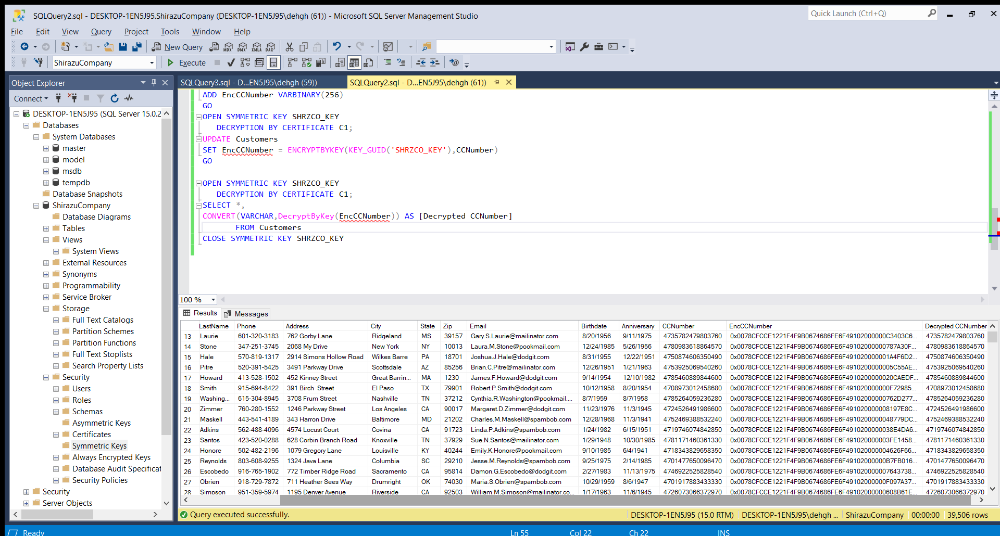 SQLQuery2.sql - DESKTOP-1EN5J95.ShirazuCompany (DESKTOP-1EN5J95\dehgh (61)) - Microsoft SQL Server Management Studio
Quick Launch (Ctrl+Q)
File Edit View Query Project Tools Window Help
New Query MDX DMX XMLA DAX
ShirazuCompany Execute
Object Explorer
Connect
DESKTOP-1EN5J95 (SQL Server 15.0.2
Databases
System Databases
master
model
msdb
tempdb
Database Snapshots
ShirazuCompany
Database Diagrams
Tables
Views
System Views
External Resources
Synonyms
Programmability
Service Broker
Storage
Full Text Catalogs
Partition Schemes
Partition Functions
Full Text Stoplists
Search Property Lists
Security
Users
Roles
Schemas
Asymmetric Keys
Certificates
Symmetric Keys
Always Encrypted Keys
Database Audit Specificat
Security Policies
Security
Server Objects
SQLQuery3.sql - D...EN5J95\dehgh (59)) SQLQuery2.sql - D...EN5J95\dehgh (61))
ADD EncCCNumber VARBINARY(256)
GO
OPEN SYMMETRIC KEY SHRZCO_KEY
DECRYPTION BY CERTIFICATE C1;
UPDATE Customers
SET EncCCNumber = ENCRYPTBYKEY(KEY_GUID('SHRZCO_KEY'),CCNumber)
GO
OPEN SYMMETRIC KEY SHRZCO_KEY
DECRYPTION BY CERTIFICATE C1;
SELECT *,
CONVERT(VARCHAR,DecryptByKey(EncCCNumber)) AS [Decrypted CCNumber]
FROM Customers
CLOSE SYMMETRIC KEY SHRZCO_KEY
100 %
Results Messages
LastName Phone Address City State Zip Email Birthdate Anniversary CCNumber EncCCNumber Decrypted CCNumber
13 Laurie 601-320-3183 762 Gorby Lane Ridgeland MS 39157 Gary.S.Laurie@mailinator.com 8/20/1956 9/11/1975 4735782479803760 0x0078CFCCE1221F4F9B0674686FE6F49102000000C3403C6... 4735782479803760
14 Stone 347-251-3745 2068 My Drive New York NY 10013 Laura.M.Stone@pookmail.com 12/24/1985 5/26/1956 4780983618864570 0x0078CFCCE1221F4F9B0674686FE6F49102000000787A30F... 4780983618864570
15 Hale 570-819-1317 2914 Simons Hollow Road Wilkes Barre PA 18701 Joshua.J.Hale@dodgit.com 8/31/1955 12/22/1951 4750874606350490 0x0078CFCCE1221F4F9B0674686FE6F491020000001A4F6D2... 4750874606350490
16 Pitre 520-391-5425 3491 Parkway Drive Scottsdale AZ 85256 Brian.C.Pitre@mailinator.com 12/26/1951 1/21/1963 4753925069540260 0x0078CFCCE1221F4F9B0674686FE6F491020000005C55AE... 4753925069540260
17 Howard 413-528-1502 452 Kinney Street Great Barrin... MA 1230 James.F.Howard@dodgit.com 9/14/1954 12/10/1982 4785460889844600 0x0078CFCCE1221F4F9B0674686FE6F4910200000020CAEDF... 4785460889844600
18 Smith 915-694-8422 391 Birch Street El Paso TX 79901 Robert.P.Smith@dodgit.com 10/12/1958 8/20/1954 4708973012458680 0x0078CFCCE1221F4F9B0674686FE6F491020000000F72985... 4708973012458680
19 Washing... 615-304-8945 3708 Frum Street Nashville TN 37212 Cynthia.R.Washington@pookmail.... 8/7/1959 8/7/1958 4785264059236280 0x0078CFCCE1221F4F9B0674686FE6F49102000000762D277... 4785264059236280
20 Zimmer 760-280-1552 1246 Parkway Street Los Angeles CA 90017 Margaret.D.Zimmer@dodgit.com 11/23/1976 11/3/1945 4724526491986600 0x0078CFCCE1221F4F9B0674686FE6F491020000008197E8C... 4724526491986600
21 Maskell 443-541-4189 343 Harron Drive Baltimore MD 21202 Charles.M.Maskell@spambob.com 12/28/1968 11/3/1941 4752469388532240 0x0078CFCCE1221F4F9B0674686FE6F4910200000048779DC... 4752469388532240
22 Adkins 562-488-4096 4574 Locust Court Covina CA 91723 Linda.P.Adkins@spambob.com 1/24/1982 6/15/1951 4719746074842850 0x0078CFCCE1221F4F9B0674686FE6F4910200000038E4DA6... 4719746074842850
23 Santos 423-520-0288 628 Corbin Branch Road Knoxville TN 37929 Sue.N.Santos@mailinator.com 1/29/1948 10/30/1985 4781171460361330 0x0078CFCCE1221F4F9B0674686FE6F491020000003FE1458... 4781171460361330
24 Honore 502-482-2196 1079 Gregory Lane Louisville KY 40244 Emily.K.Honore@pookmail.com 9/10/1985 6/4/1941 4718343829658350 0x0078CFCCE1221F4F9B0674686FE6F491020000004626F66... 4718343829658350
25 Reynolds 803-608-9255 1324 Java Lane Columbia SC 29210 Jesse.M.Reynolds@spambob.com 9/25/1975 2/14/1985 4701477650096470 0x0078CFCCE1221F4F9B0674686FE6F49102000000B7FB016... 4701477650096470
26 Escobedo 916-765-1902 772 Timber Ridge Road Sacramento CA 95814 Damon.G.Escobedo@dodgit.com 2/27/1983 11/13/1975 4746922525828540 0x0078CFCCE1221F4F9B0674686FE6F491020000007643738... 4746922525828540
27 Obrien 918-729-7872 711 Heather Sees Way Drumright OK 74030 Maria.S.Obrien@spambob.com 10/29/1959 8/6/1947 4701917883433330 0x0078CFCCE1221F4F9B0674686FE6F49102000000F097A37... 4701917883433330
28 Simpson 951-359-5974 1195 Denver Avenue Riverside CA 92503 William.M.Simpson@mailinator.co... 1/17/1963 11/6/1945 4726073066372970 0x0078CFCCE1221F4F9B0674686FE6F49102000000608B61E... 4726073066372970
Query executed successfully. DESKTOP-1EN5J95 (15.0 RTM) DESKTOP-1EN5J95\dehgh ... ShirazuCompany 00:00:00 39,506 rows
Ready Ln 55 Col 22 Ch 22 INS